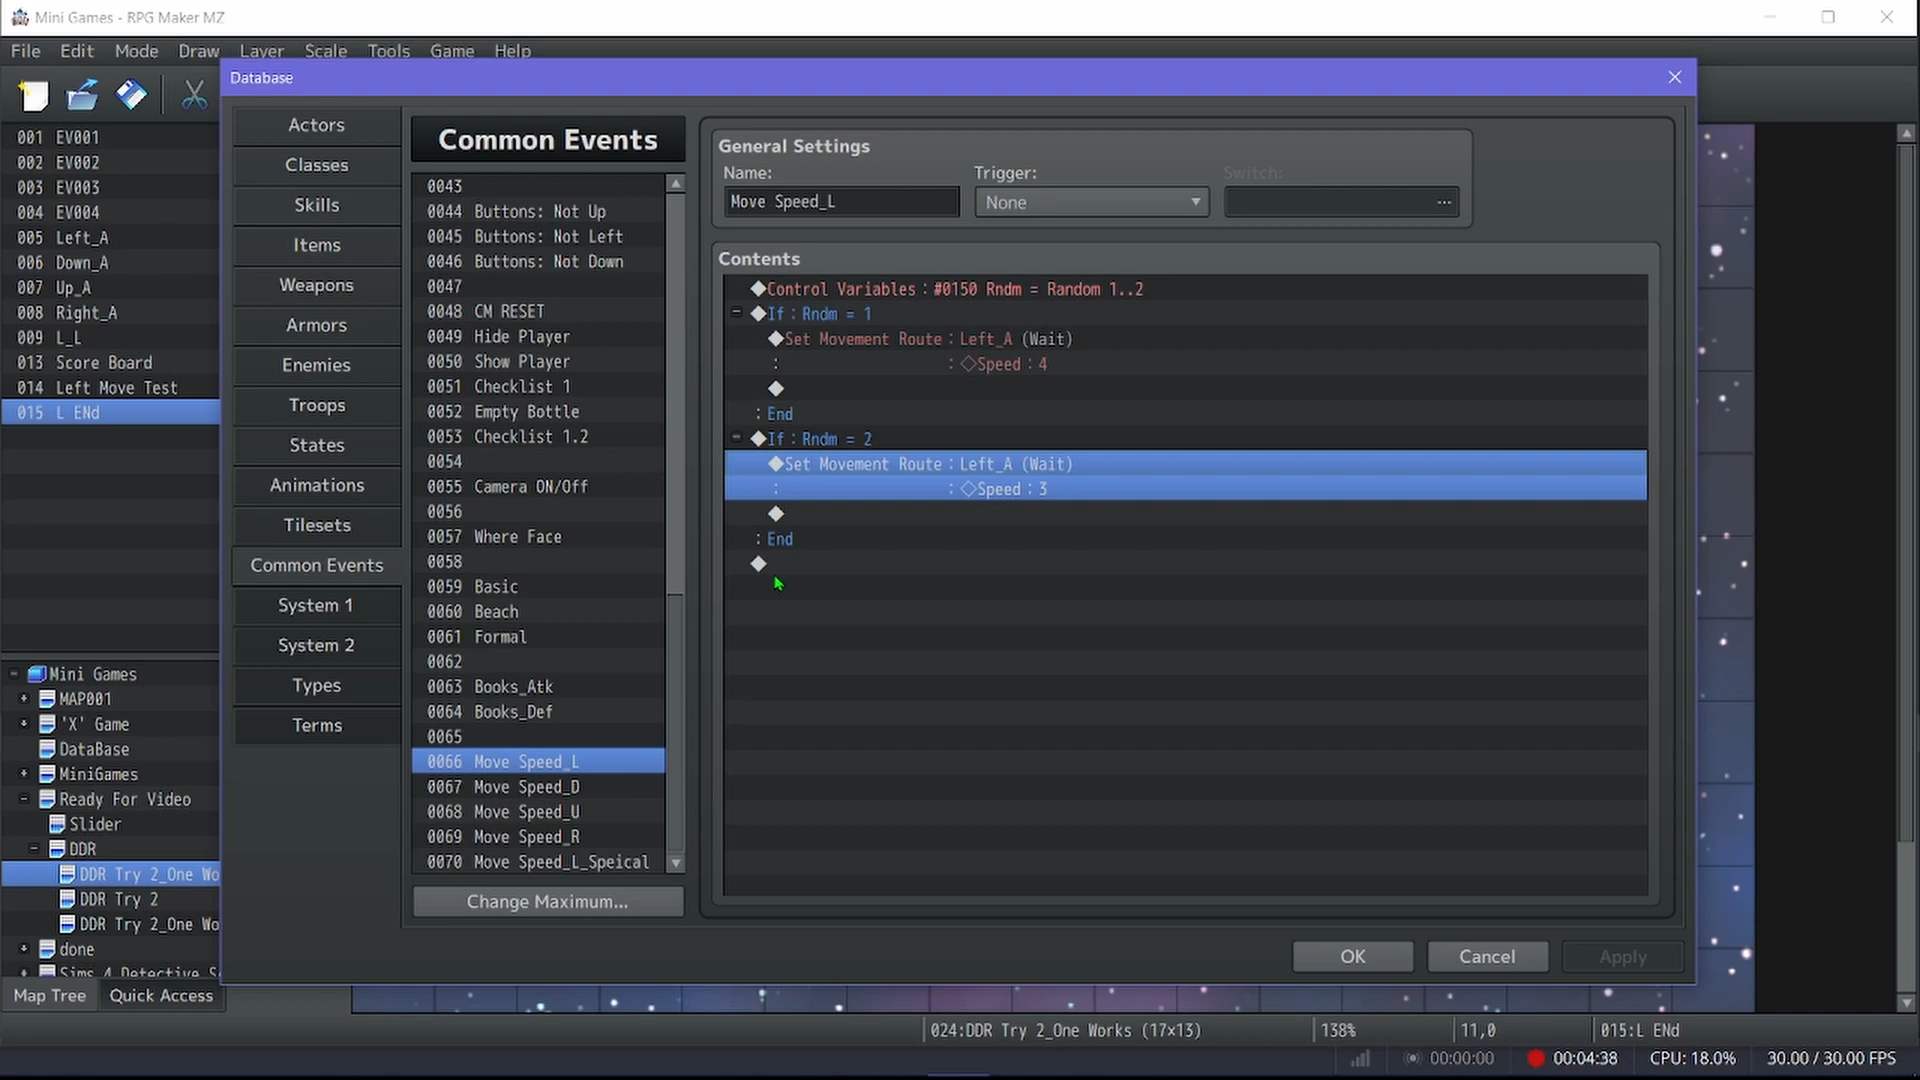 Mini Games - RPG Maker MZ
File Edit Mode Draw Layer Scale Tools Game Help
Database
001 EV001
002 EV002
003 EV003
004 EV004
005 Left_A
006 Down_A
007 Up_A
008 Right_A
009 L_L
013 Score Board
014 Left Move Test
015 L ENd
Mini Games
MAP001
'X' Game
DataBase
MiniGames
Ready For Video
Slider
DDR
DDR Try 2_One Wo
DDR Try 2
DDR Try 2_One Wo
done
Sims 4 Detective S
Map Tree Quick Access
Actors
Classes
Skills
Items
Weapons
Armors
Enemies
Troops
States
Animations
Tilesets
Common Events
System 1
System 2
Types
Terms
Common Events
0043
0044 Buttons: Not Up
0045 Buttons: Not Left
0046 Buttons: Not Down
0047
0048 CM RESET
0049 Hide Player
0050 Show Player
0051 Checklist 1
0052 Empty Bottle
0053 Checklist 1.2
0054
0055 Camera ON/Off
0056
0057 Where Face
0058
0059 Basic
0060 Beach
0061 Formal
0062
0063 Books_Atk
0064 Books_Def
0065
0066 Move Speed_L
0067 Move Speed_D
0068 Move Speed_U
0069 Move Speed_R
0070 Move Speed_L_Speical
Change Maximum...
General Settings
Name: Trigger: Switch:
Move Speed_L None ...
Contents
◆Control Variables : #0150 Rndm = Random 1..2
◆If : Rndm = 1
◆Set Movement Route : Left_A (Wait)
: : ◇Speed : 4
◆
: End
◆If : Rndm = 2
◆Set Movement Route : Left_A (Wait)
: : ◇Speed : 3
◆
: End
◆
OK Cancel Apply
024:DDR Try 2_One Works (17×13) 138% 11,0 015:L ENd
00:00:00 00:04:38 CPU: 18.0% 30.00 / 30.00 FPS